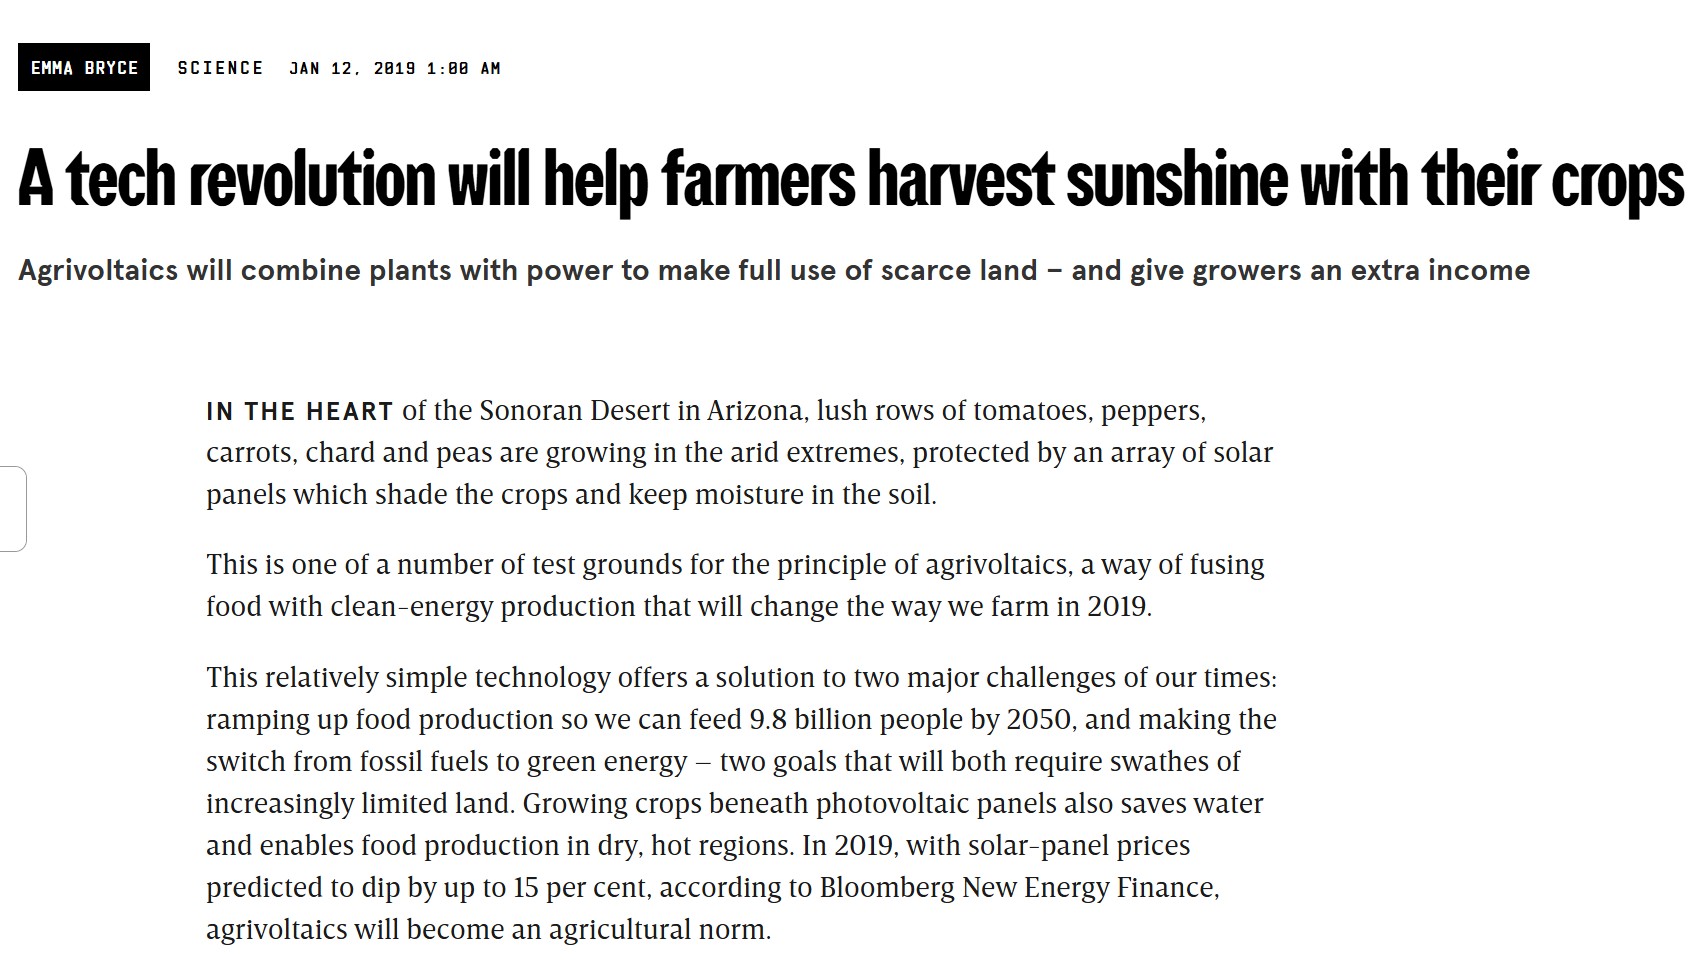 EMMA BRYCE SCIENCE JAN 12, 2019 1:00 AM
A tech revolution will help farmers harvest sunshine with their crops
Agrivoltaics will combine plants with power to make full use of scarce land – and give growers an extra income
IN THE HEART of the Sonoran Desert in Arizona, lush rows of tomatoes, peppers,
carrots, chard and peas are growing in the arid extremes, protected by an array of solar
panels which shade the crops and keep moisture in the soil.
This is one of a number of test grounds for the principle of agrivoltaics, a way of fusing
food with clean-energy production that will change the way we farm in 2019.
This relatively simple technology offers a solution to two major challenges of our times:
ramping up food production so we can feed 9.8 billion people by 2050, and making the
switch from fossil fuels to green energy – two goals that will both require swathes of
increasingly limited land. Growing crops beneath photovoltaic panels also saves water
and enables food production in dry, hot regions. In 2019, with solar-panel prices
predicted to dip by up to 15 per cent, according to Bloomberg New Energy Finance,
agrivoltaics will become an agricultural norm.